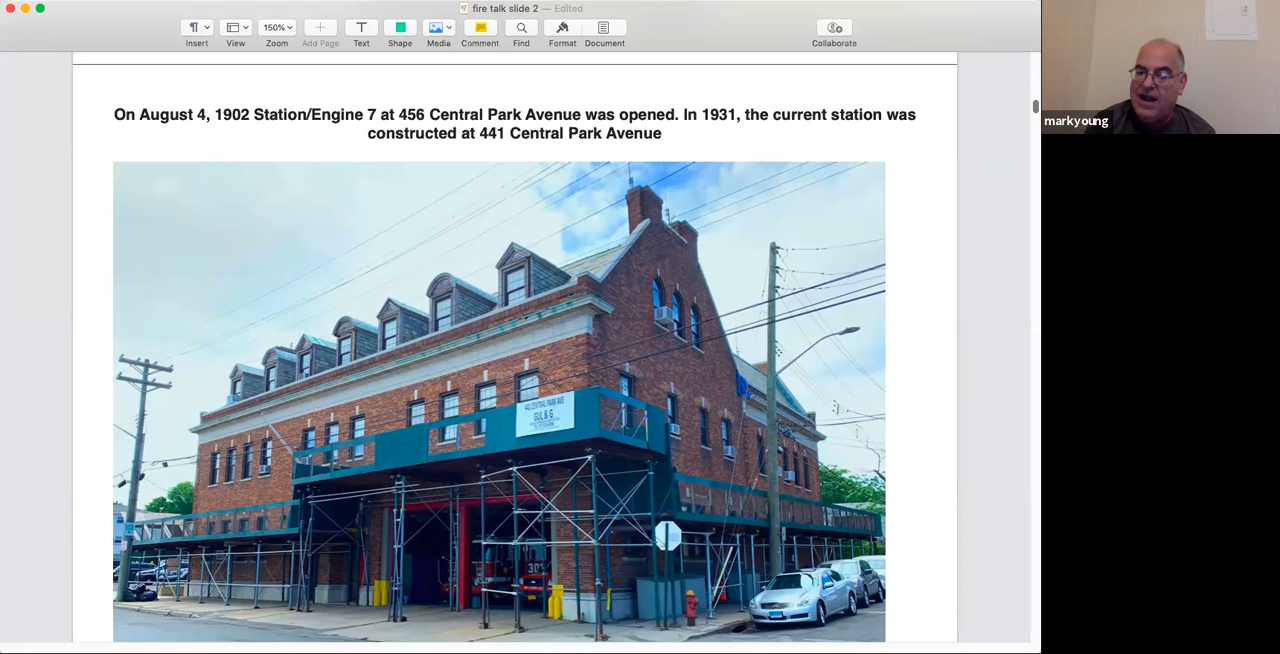 fire talk slide 2 — Edited
150%
Insert
View
Zoom
Add Page
Text
Shape
Media
Comment
Find
Format
Document
Collaborate
On August 4, 1902 Station/Engine 7 at 456 Central Park Avenue was opened. In 1931, the current station was
constructed at 441 Central Park Avenue
GUL & G
307
markyoung